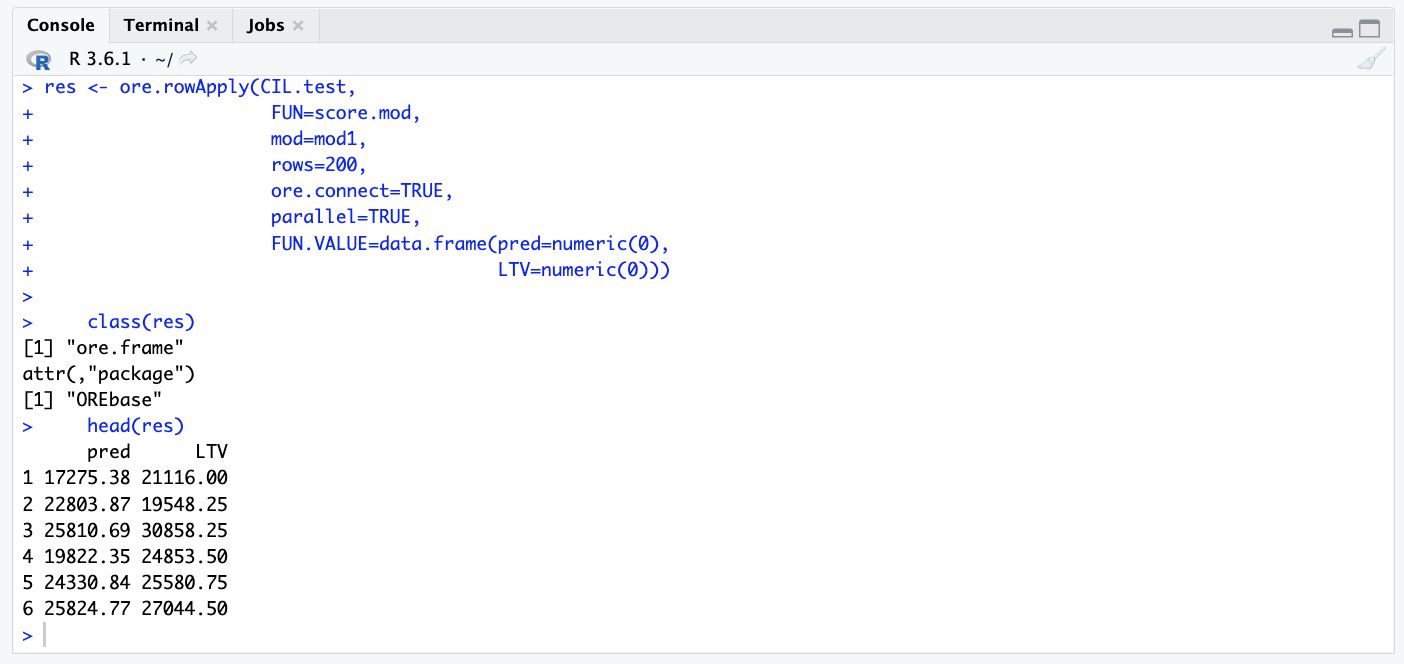 Console Terminal Jobs
R R 3.6.1 · ~/
> res <- ore.rowApply(CIL.test,
+                      FUN=score.mod,
+                      mod=mod1,
+                      rows=200,
+                      ore.connect=TRUE,
+                      parallel=TRUE,
+                      FUN.VALUE=data.frame(pred=numeric(0),
+                                           LTV=numeric(0)))
>
>     class(res)
[1] "ore.frame"
attr(,"package")
[1] "OREbase"
>     head(res)
      pred      LTV
1 17275.38 21116.00
2 22803.87 19548.25
3 25810.69 30858.25
4 19822.35 24853.50
5 24330.84 25580.75
6 25824.77 27044.50
>